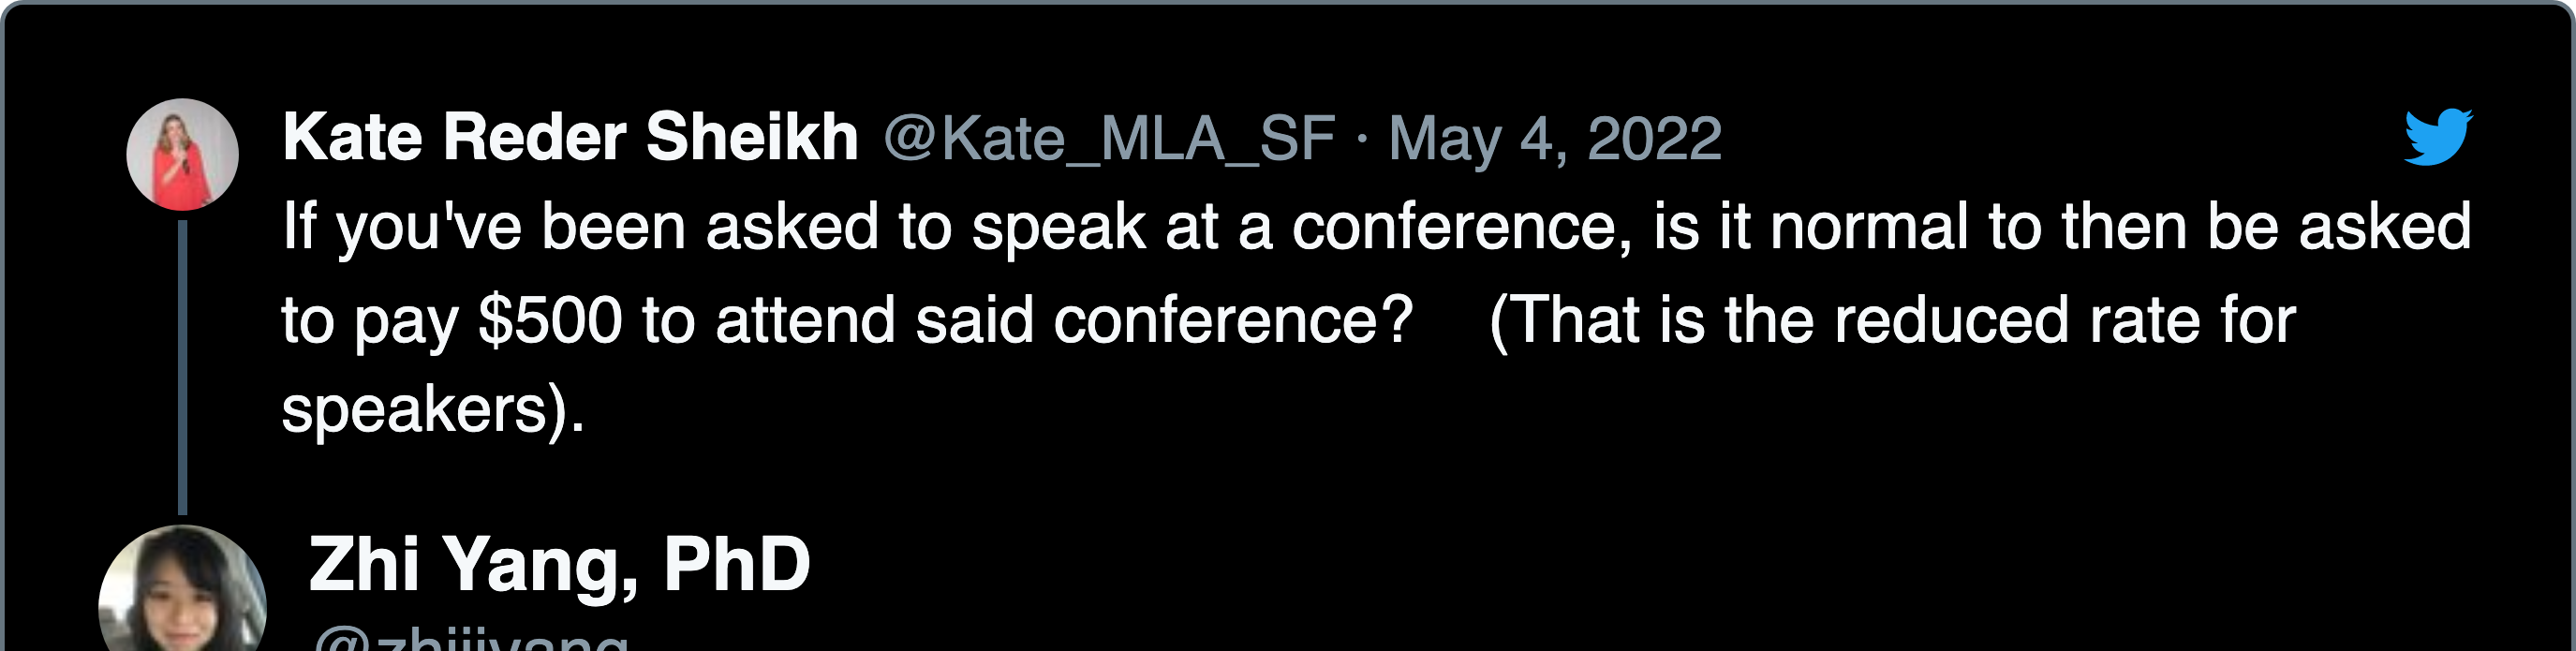 Kate Reder Sheikh @Kate_MLA_SF · May 4, 2022
If you've been asked to speak at a conference, is it normal to then be asked
to pay $500 to attend said conference? (That is the reduced rate for
speakers).
Zhi Yang, PhD